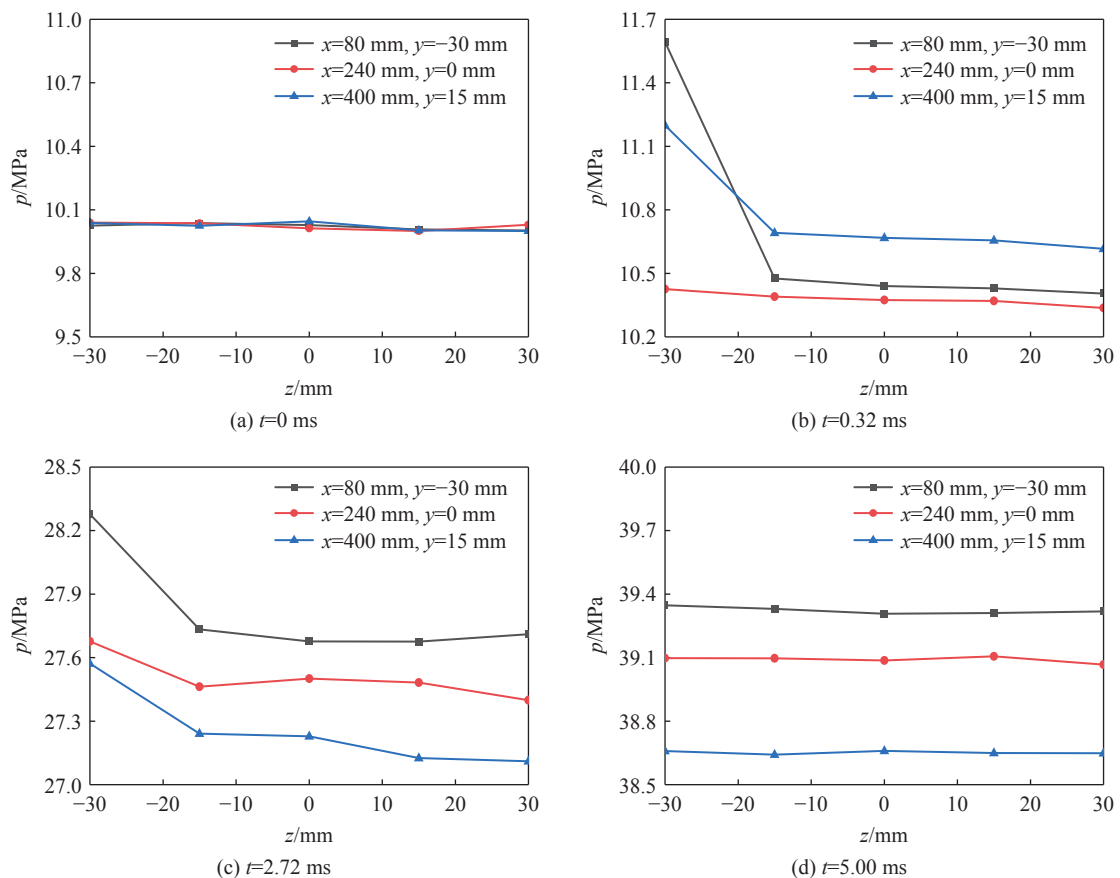 11.0
10.7
10.4
10.1
9.8
9.5
p/MPa
x=80 mm, y=−30 mm
x=240 mm, y=0 mm
x=400 mm, y=15 mm
−30 −20 −10 0 10 20 30
z/mm
(a) t=0 ms
11.7
11.4
11.1
10.8
10.5
10.2
p/MPa
x=80 mm, y=−30 mm
x=240 mm, y=0 mm
x=400 mm, y=15 mm
−30 −20 −10 0 10 20 30
z/mm
(b) t=0.32 ms
28.5
28.2
27.9
27.6
27.3
27.0
p/MPa
x=80 mm, y=−30 mm
x=240 mm, y=0 mm
x=400 mm, y=15 mm
−30 −20 −10 0 10 20 30
z/mm
(c) t=2.72 ms
40.0
39.7
39.4
39.1
38.8
38.5
p/MPa
x=80 mm, y=−30 mm
x=240 mm, y=0 mm
x=400 mm, y=15 mm
−30 −20 −10 0 10 20 30
z/mm
(d) t=5.00 ms